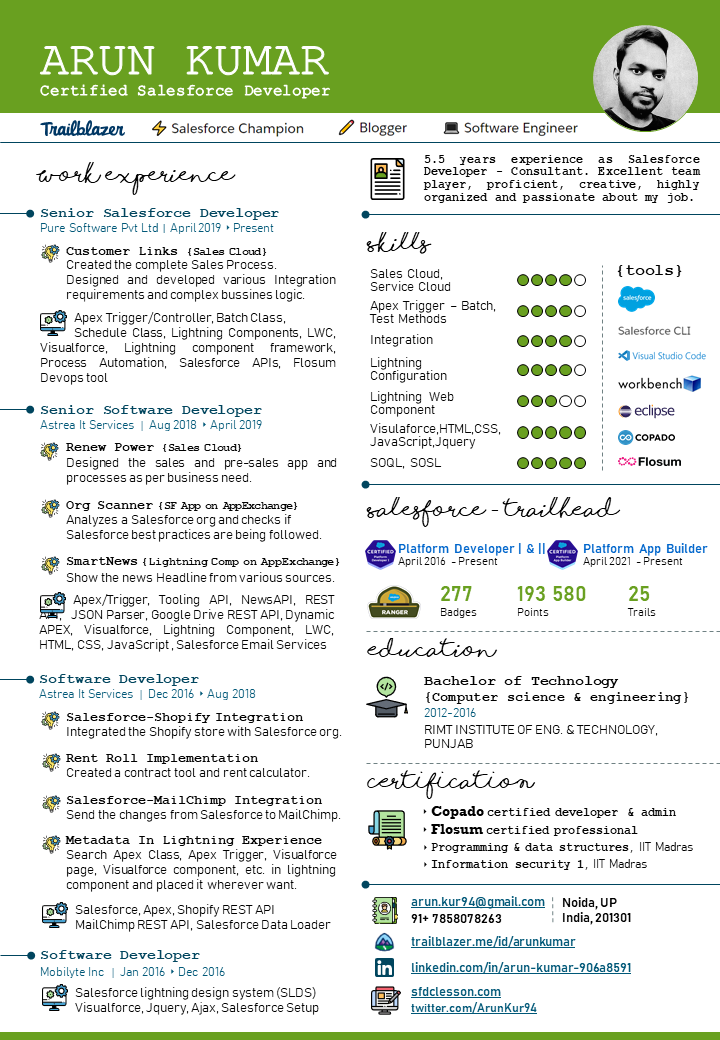 ARUN KUMAR
Certified Salesforce Developer
Trailblazer
Salesforce Champion
Blogger
Software Engineer
work experience
Senior Salesforce Developer
Pure Software Pvt Ltd | April 2019 ‣ Present
Customer Links {Sales Cloud}
Created the complete Sales Process.
Designed and developed various Integration
requirements and complex bussines logic.
Apex Trigger/Controller, Batch Class,
Schedule Class, Lightning Components, LWC,
Visualforce, Lightning component framework,
Process Automation, Salesforce APIs, Flosum
Devops tool
Senior Software Developer
Astrea It Services | Aug 2018 ‣ April 2019
Renew Power {Sales Cloud}
Designed the sales and pre-sales app and
processes as per business need.
Org Scanner {SF App on AppExchange}
Analyzes a Salesforce org and checks if
Salesforce best practices are being followed.
SmartNews {Lightning Comp on AppExchange}
Show the news Headline from various sources.
Apex/Trigger, Tooling API, NewsAPI, REST
API, JSON Parser, Google Drive REST API, Dynamic
APEX, Visualforce, Lightning Component, LWC,
HTML, CSS, JavaScript, Salesforce Email Services
Software Developer
Astrea It Services | Dec 2016 ‣ Aug 2018
Salesforce-Shopify Integration
Integrated the Shopify store with Salesforce org.
Rent Roll Implementation
Created a contract tool and rent calculator.
Salesforce-MailChimp Integration
Send the changes from Salesforce to MailChimp.
Metadata In Lightning Experience
Search Apex Class, Apex Trigger, Visualforce
page, Visualforce component, etc. in lightning
component and placed it wherever want.
Salesforce, Apex, Shopify REST API
MailChimp REST API, Salesforce Data Loader
Software Developer
Mobilyte Inc | Jan 2016 ‣ Dec 2016
Salesforce lightning design system (SLDS)
Visualforce, Jquery, Ajax, Salesforce Setup
5.5 years experience as Salesforce
Developer - Consultant. Excellent team
player, proficient, creative, highly
organized and passionate about my job.
skills
Sales Cloud,
Service Cloud
Apex Trigger – Batch,
Test Methods
Integration
Lightning
Configuration
Lightning Web
Component
Visulaforce,HTML,CSS,
JavaScript,Jquery
SOQL, SOSL
{tools}
salesforce
Salesforce CLI
Visual Studio Code
workbench
eclipse
COPADO
Flosum
salesforce-trailhead
CERTIFIED
Platform Developer | & ||
April 2016 - Present
CERTIFIED
Platform App Builder
April 2021 - Present
RANGER
277
Badges
193 580
Points
25
Trails
education
Bachelor of Technology
{Computer science & engineering}
2012-2016
RIMT INSTITUTE OF ENG. & TECHNOLOGY,
PUNJAB
certification
‣ Copado certified developer & admin
‣ Flosum certified professional
‣ Programming & data structures, IIT Madras
‣ Information security 1, IIT Madras
arun.kur94@gmail.com
91+ 7858078263
Noida, UP
India, 201301
trailblazer.me/id/arunkumar
linkedin.com/in/arun-kumar-906a8591
sfdclesson.com
twitter.com/ArunKur94